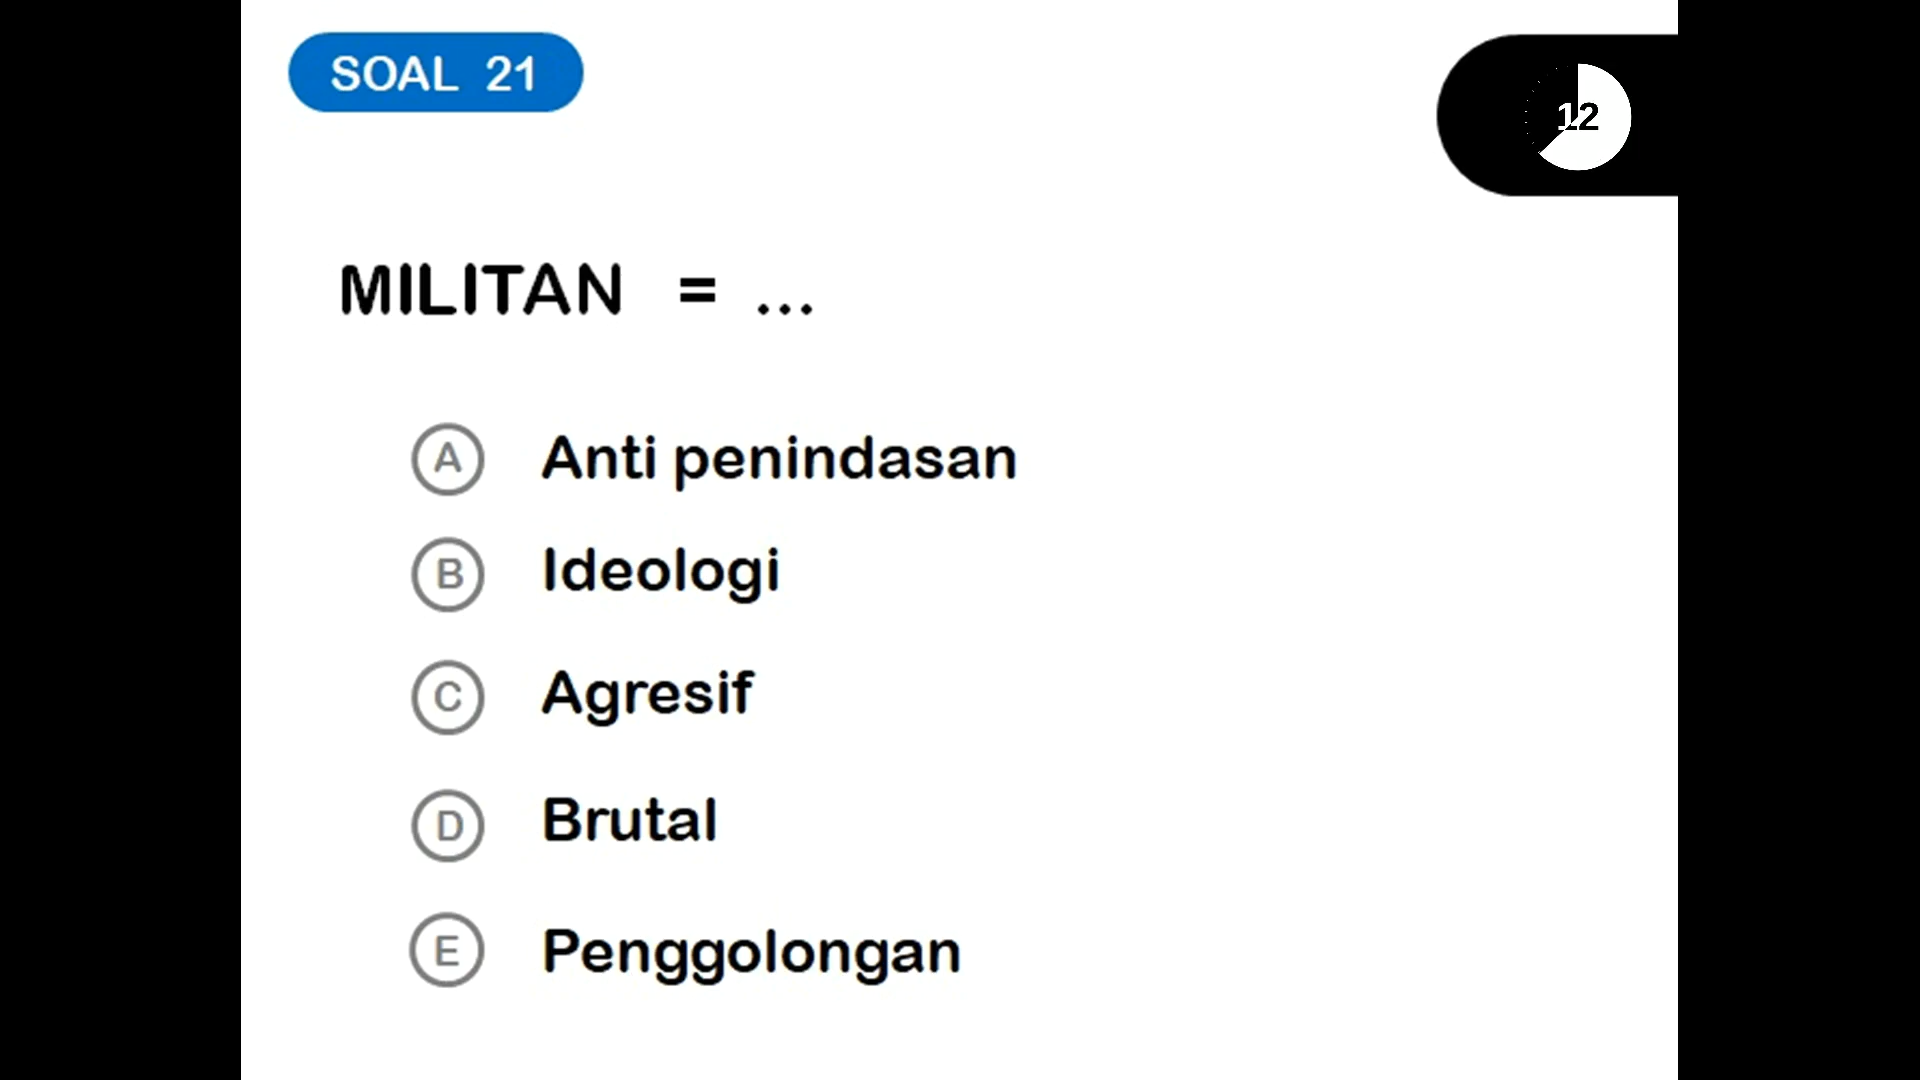 SOAL 21
12
MILITAN = ...
A Anti penindasan
B Ideologi
C Agresif
D Brutal
E Penggolongan